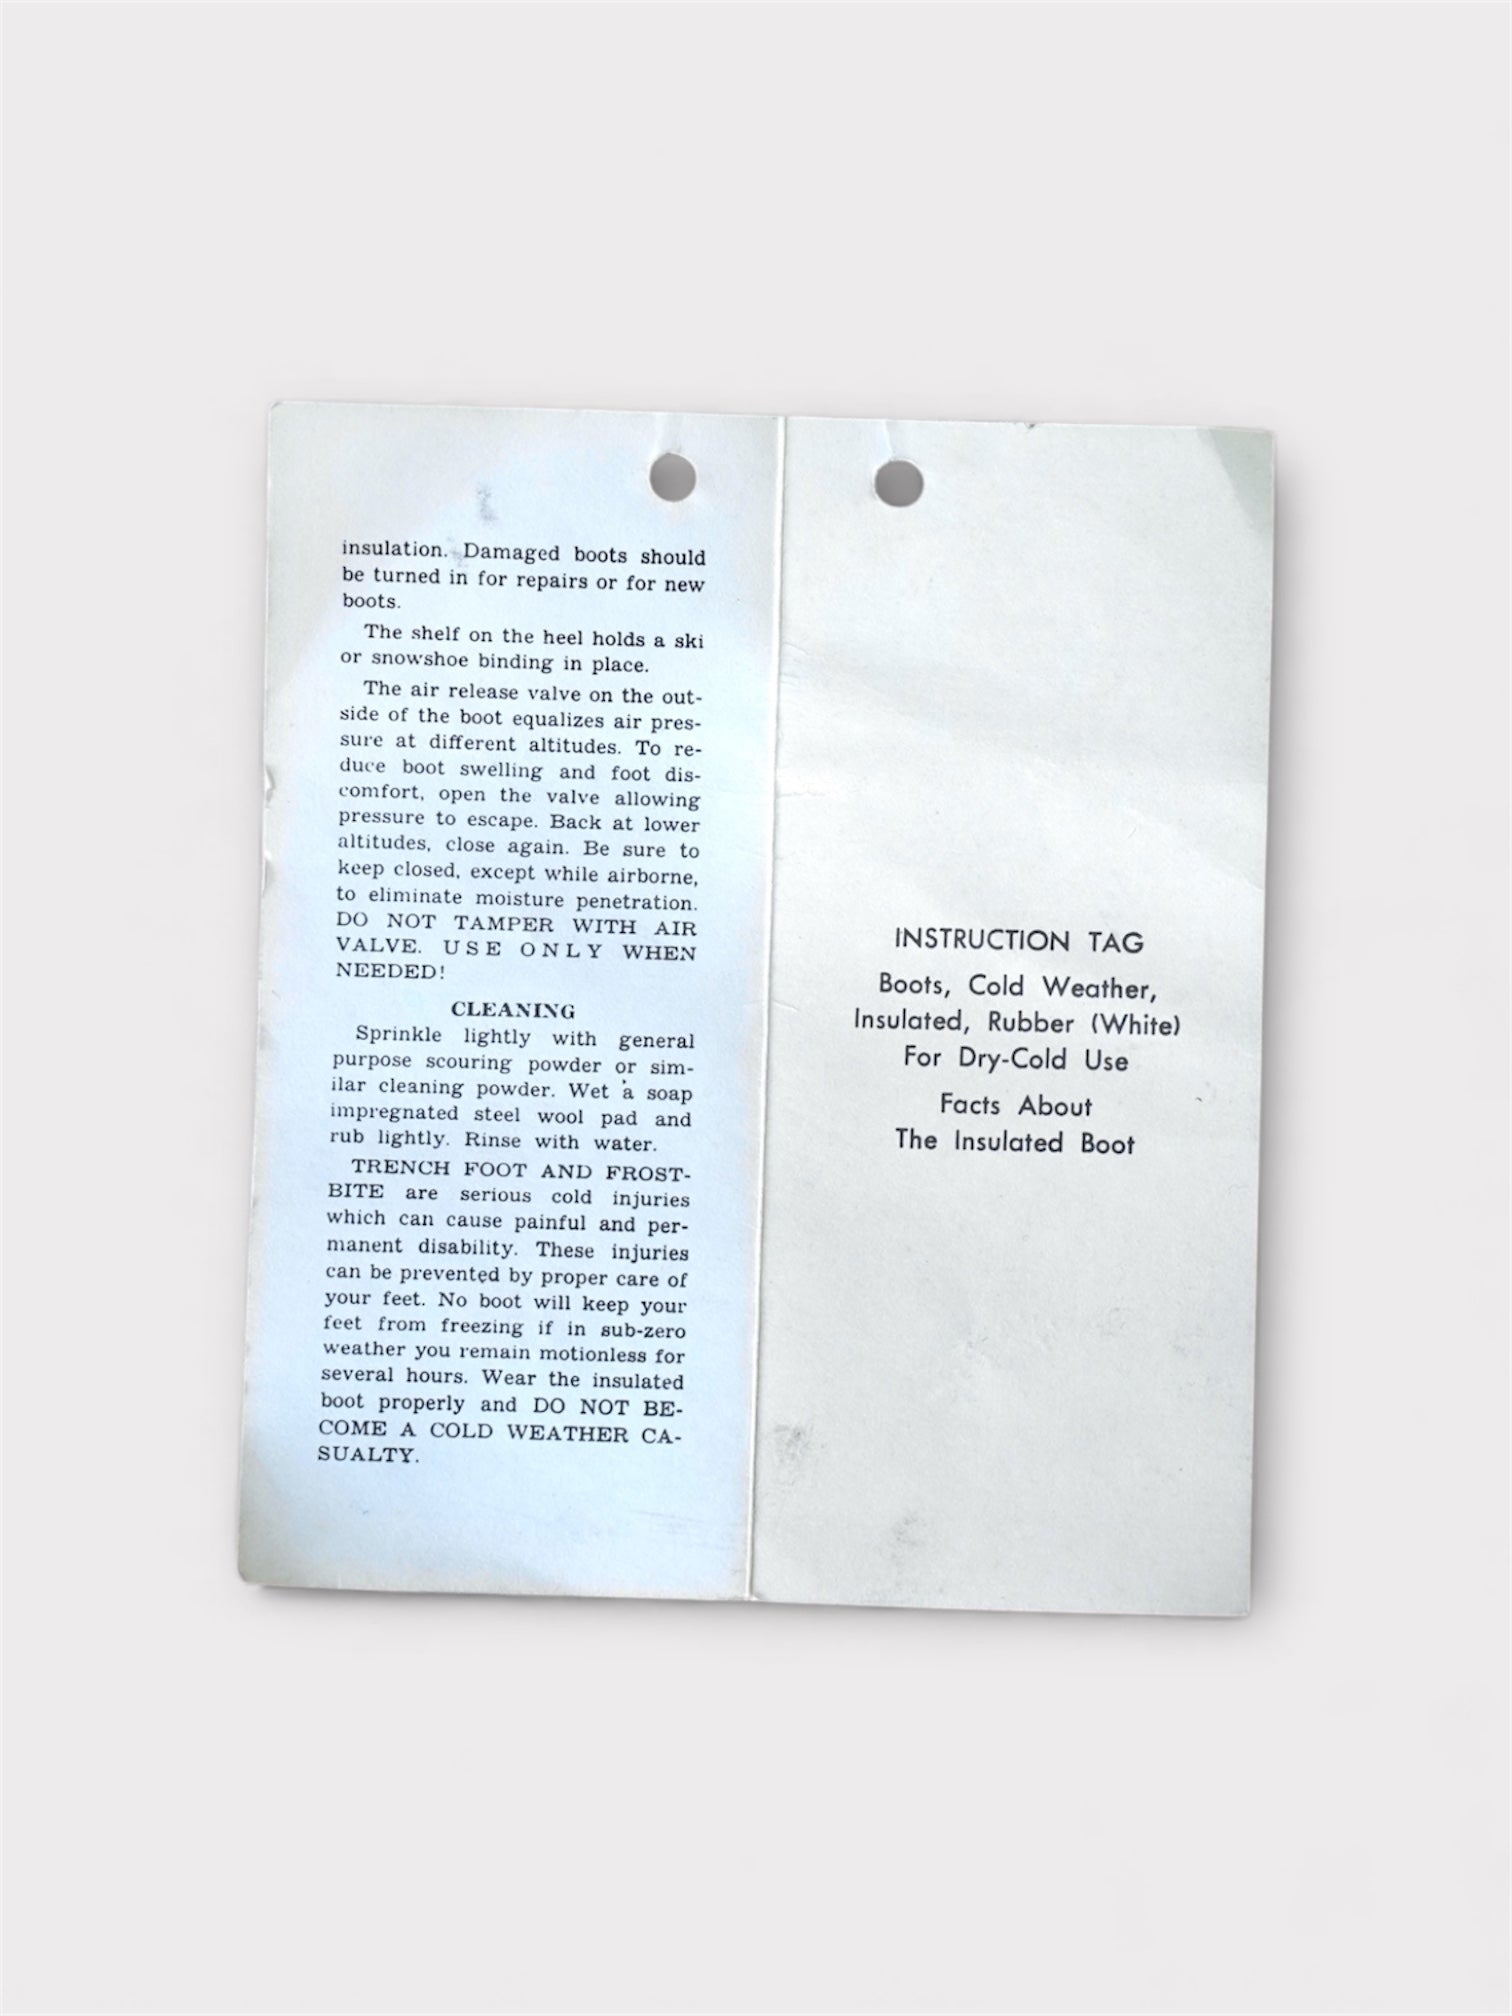 insulation. Damaged boots should
be turned in for repairs or for new
boots.
The shelf on the heel holds a ski
or snowshoe binding in place.
The air release valve on the out-
side of the boot equalizes air pres-
sure at different altitudes. To re-
duce boot swelling and foot dis-
comfort, open the valve allowing
pressure to escape. Back at lower
altitudes, close again. Be sure to
keep closed, except while airborne,
to eliminate moisture penetration.
DO NOT TAMPER WITH AIR
VALVE. USE ONLY WHEN
NEEDED!
CLEANING
Sprinkle lightly with general
purpose scouring powder or sim-
ilar cleaning powder. Wet a soap
impregnated steel wool pad and
rub lightly. Rinse with water.
TRENCH FOOT AND FROST-
BITE are serious cold injuries
which can cause painful and per-
manent disability. These injuries
can be prevented by proper care of
your feet. No boot will keep your
feet from freezing if in sub-zero
weather you remain motionless for
several hours. Wear the insulated
boot properly and DO NOT BE-
COME A COLD WEATHER CA-
SUALTY.
INSTRUCTION TAG
Boots, Cold Weather,
Insulated, Rubber (White)
For Dry-Cold Use
Facts About
The Insulated Boot